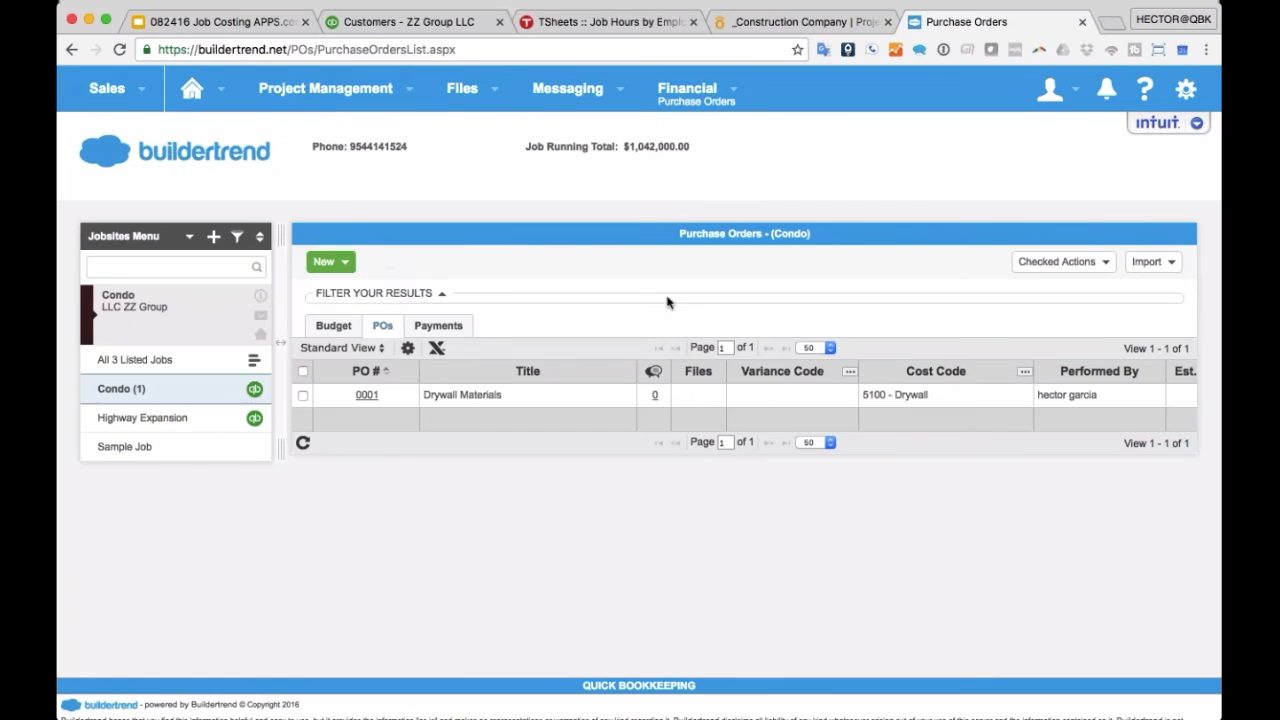 082416 Job Costing APPS.co
Customers - ZZ Group LLC
TSheets :: Job Hours by Emplo
_Construction Company | Proje
Purchase Orders
HECTOR@QBK
https://buildertrend.net/POs/PurchaseOrdersList.aspx
Sales
Project Management
Files
Messaging
Financial
Purchase Orders
intuit
buildertrend
Phone: 9544141524
Job Running Total: $1,042,000.00
Jobsites Menu
Condo
LLC ZZ Group
All 3 Listed Jobs
Condo (1)
qb
Highway Expansion
qb
Sample Job
Purchase Orders - (Condo)
New
Checked Actions
Import
FILTER YOUR RESULTS
Budget
POs
Payments
Standard View
Page 1 of 1
50
View 1 - 1 of 1
PO #
Title
Files
Variance Code
Cost Code
Performed By
Est.
0001
Drywall Materials
0
5100 - Drywall
hector garcia
Page 1 of 1
50
View 1 - 1 of 1
QUICK BOOKKEEPING
buildertrend - powered by Buildertrend © Copyright 2016